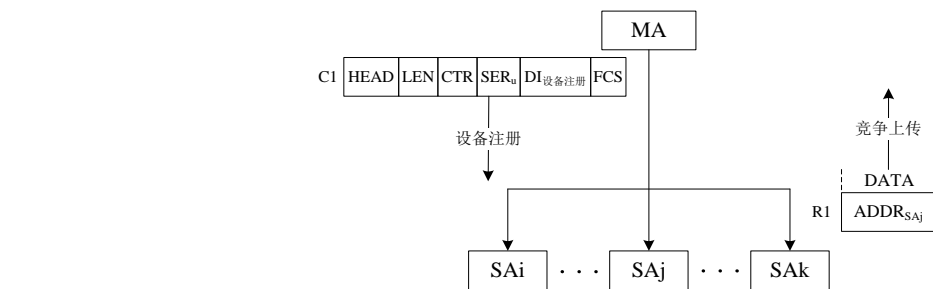 MA
C1 HEAD LEN CTR SERu DI设备注册 FCS
设备注册
竞争上传
DATA
R1 ADDRSAj
SAi ··· SAj ··· SAk